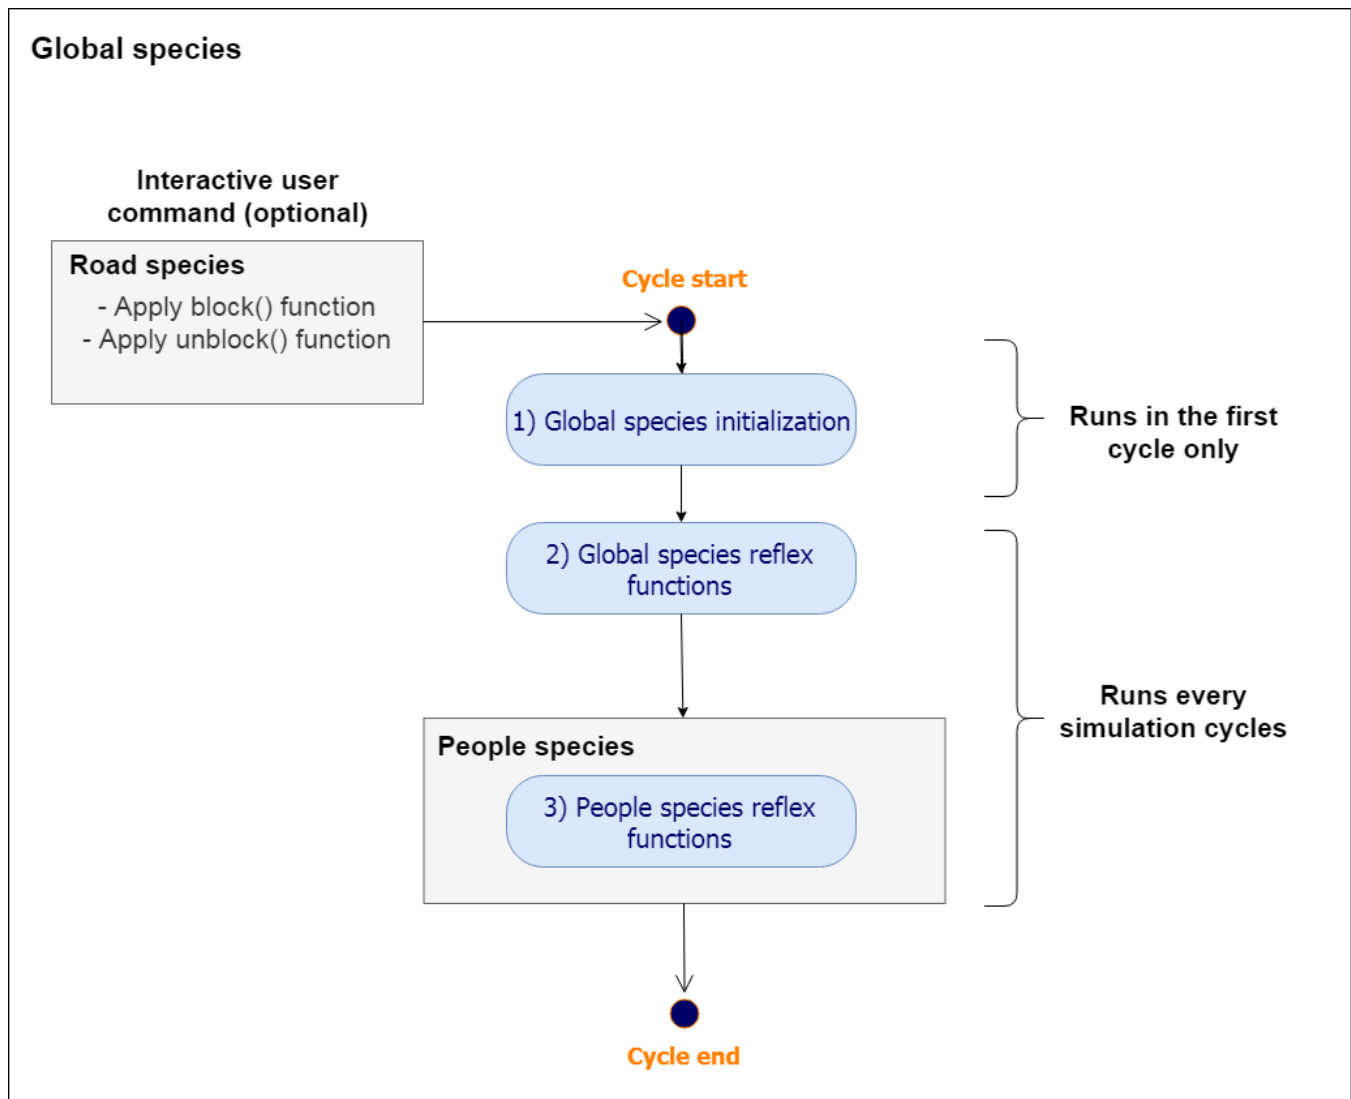 Global species
Interactive user
command (optional)
Road species
- Apply block() function
- Apply unblock() function
Cycle start
1) Global species initialization
Runs in the first
cycle only
2) Global species reflex
functions
Runs every
simulation cycles
People species
3) People species reflex
functions
Cycle end